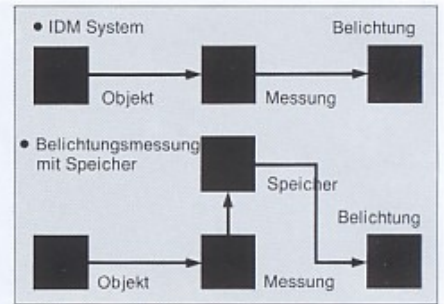 • IDM System
Belichtung
Objekt
Messung
• Belichtungsmessung
mit Speicher
Speicher
Belichtung
Objekt
Messung